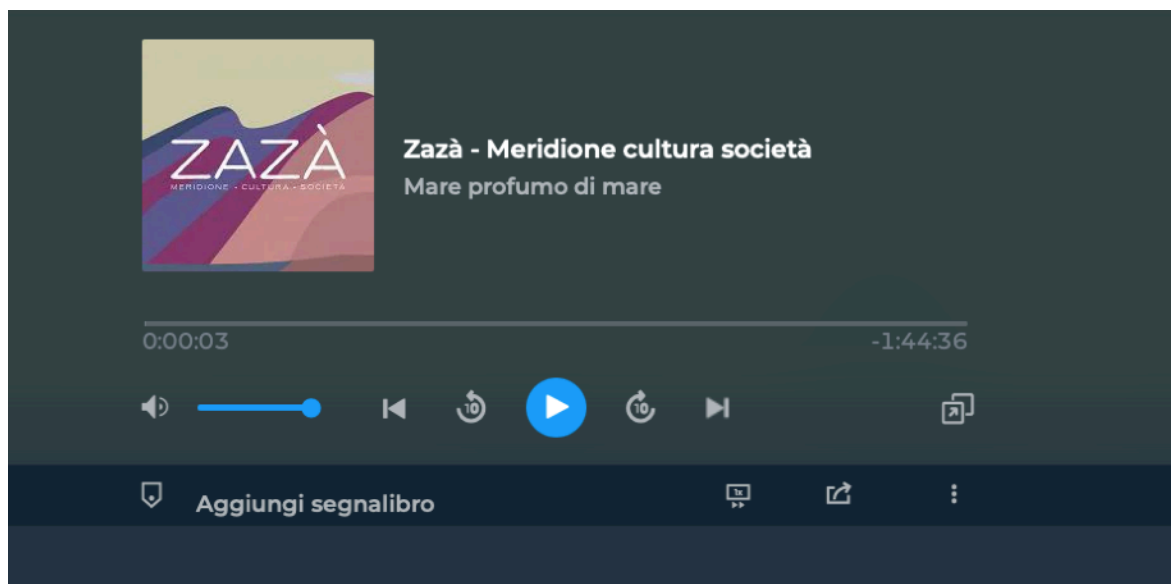 ZAZÀ
MERIDIONE • CULTURA • SOCIETÀ
Zazà - Meridione cultura società
Mare profumo di mare
0:00:03
-1:44:36
10
10
Aggiungi segnalibro
1x